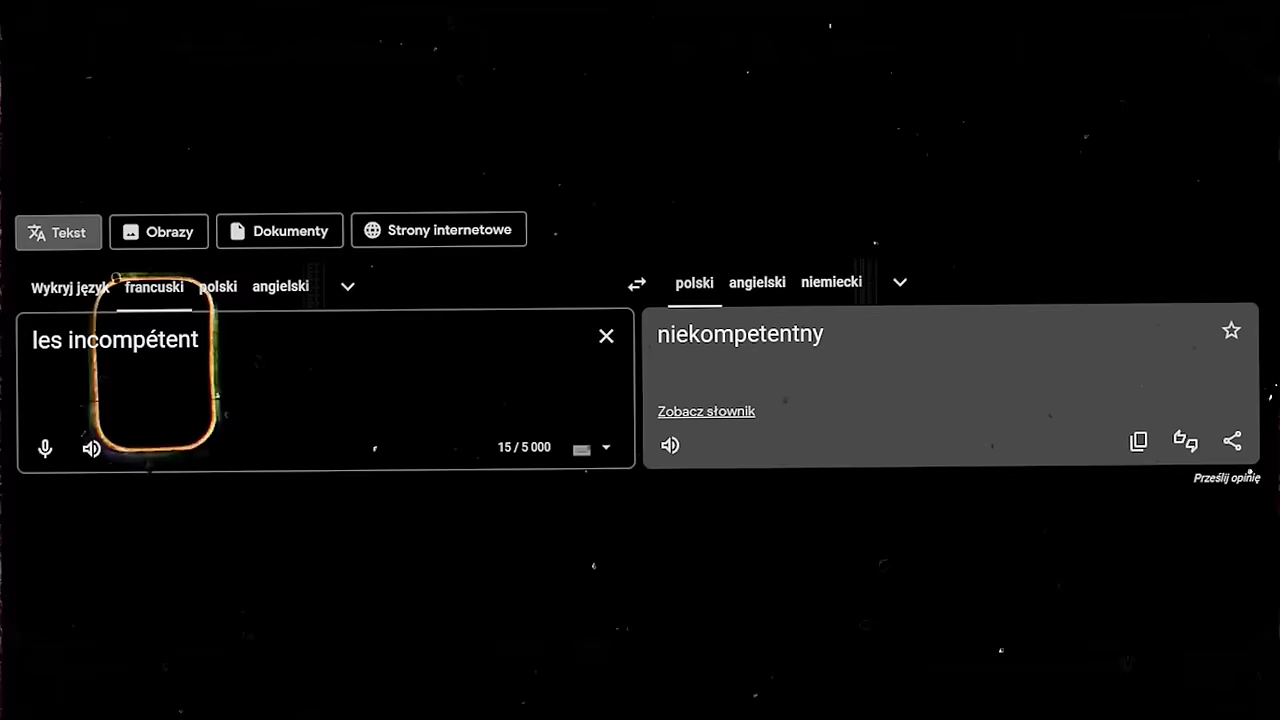 Tekst Obrazy Dokumenty Strony internetowe
Wykryj język francuski polski angielski
polski angielski niemiecki
les incompétent
niekompetentny
Zobacz słownik
15 / 5 000
Prześlij opinię